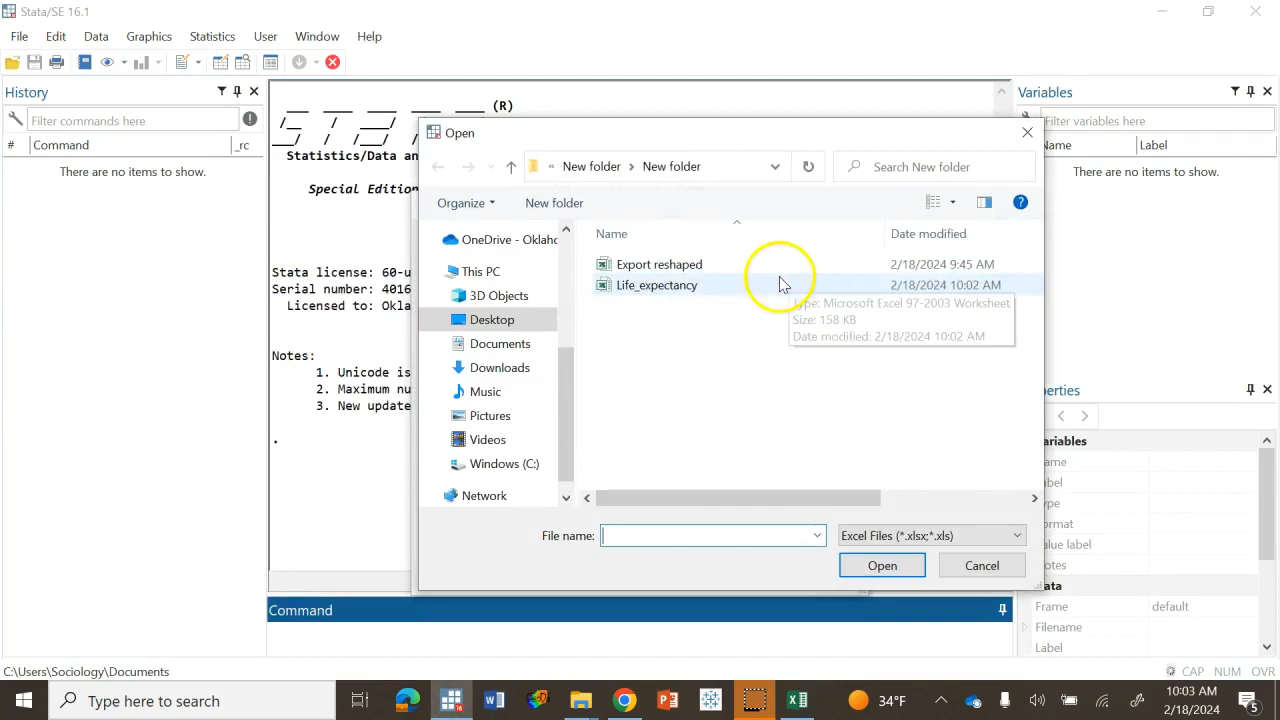 Stata/SE 16.1
File Edit Data Graphics Statistics User Window Help
History
Filter commands here
# Command _rc
There are no items to show.
(R)
Statistics/Data an
Special Edition
Stata license: 60-u
Serial number: 4016
Licensed to: Okla
Notes:
1. Unicode is
2. Maximum nu
3. New update
.
Open
« New folder › New folder
Search New folder
Organize New folder
Name Date modified
OneDrive - Oklaho
This PC
3D Objects
Desktop
Documents
Downloads
Music
Pictures
Videos
Windows (C:)
Network
Export reshaped 2/18/2024 9:45 AM
Life_expectancy 2/18/2024 10:02 AM
Type: Microsoft Excel 97-2003 Worksheet
Size: 158 KB
Date modified: 2/18/2024 10:02 AM
File name:
Excel Files (*.xlsx;*.xls)
Open Cancel
Variables
Filter variables here
Name Label
There are no items to show.
perties
ariables
ame
abel
ype
ormat
alue label
otes
ata
Frame default
Filename
Label
Command
C:\Users\Sociology\Documents
CAP NUM OVR
Type here to search
34°F
10:03 AM
2/18/2024
5